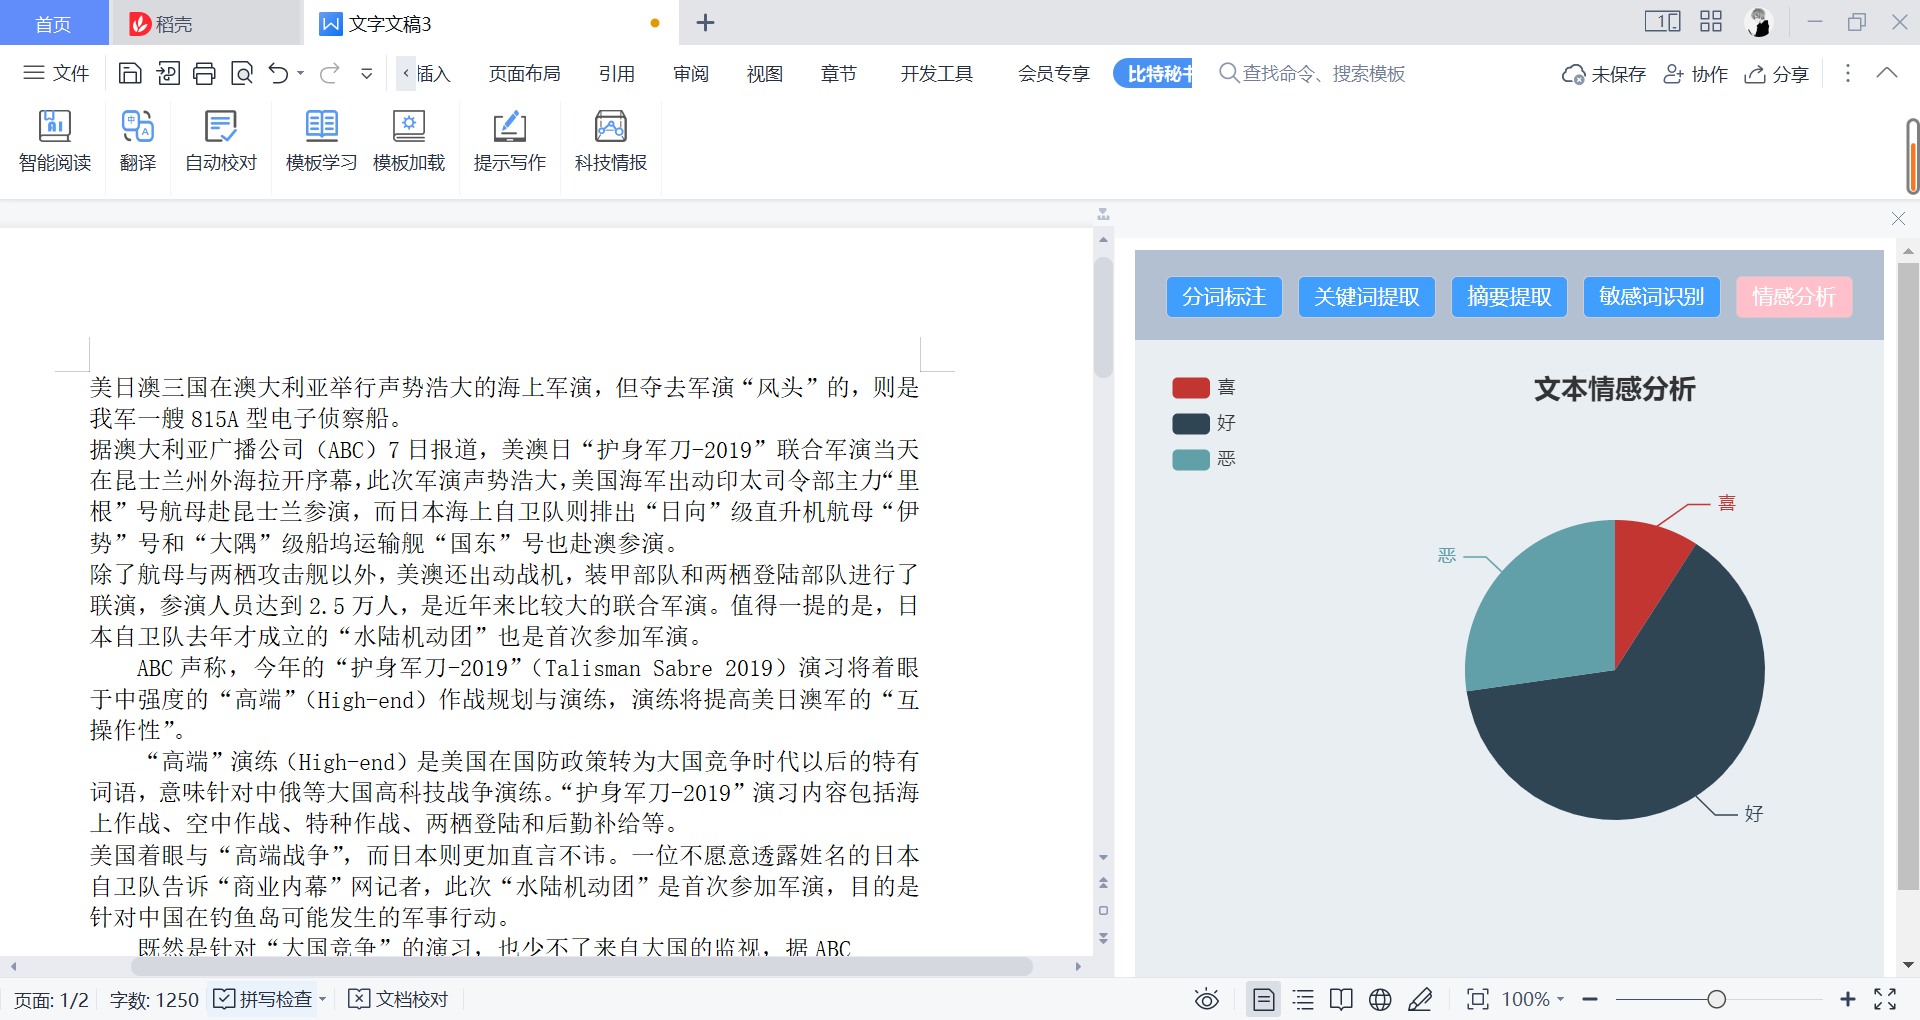 首页
稻壳
文字文稿3
文件
插入
页面布局
引用
审阅
视图
章节
开发工具
会员专享
比特秘书
查找命令、搜索模板
未保存
协作
分享
智能阅读
翻译
自动校对
模板学习
模板加载
提示写作
科技情报
美日澳三国在澳大利亚举行声势浩大的海上军演，但夺去军演“风头”的，则是
我军一艘 815A 型电子侦察船。
据澳大利亚广播公司（ABC）7 日报道，美澳日“护身军刀-2019”联合军演当天
在昆士兰州外海拉开序幕，此次军演声势浩大，美国海军出动印太司令部主力“里
根”号航母赴昆士兰参演，而日本海上自卫队则排出“日向”级直升机航母“伊
势”号和“大隅”级船坞运输舰“国东”号也赴澳参演。
除了航母与两栖攻击舰以外，美澳还出动战机，装甲部队和两栖登陆部队进行了
联演，参演人员达到 2.5 万人，是近年来比较大的联合军演。值得一提的是，日
本自卫队去年才成立的“水陆机动团”也是首次参加军演。
ABC 声称，今年的“护身军刀-2019”（Talisman Sabre 2019）演习将着眼
于中强度的“高端”（High-end）作战规划与演练，演练将提高美日澳军的“互
操作性”。
“高端”演练（High-end）是美国在国防政策转为大国竞争时代以后的特有
词语，意味针对中俄等大国高科技战争演练。“护身军刀-2019”演习内容包括海
上作战、空中作战、特种作战、两栖登陆和后勤补给等。
美国着眼与“高端战争”，而日本则更加直言不讳。一位不愿意透露姓名的日本
自卫队告诉“商业内幕”网记者，此次“水陆机动团”是首次参加军演，目的是
针对中国在钓鱼岛可能发生的军事行动。
既然是针对“大国竞争”的演习，也少不了来自大国的监视，据 ABC
分词标注
关键词提取
摘要提取
敏感词识别
情感分析
喜
好
恶
文本情感分析
喜
恶
好
页面: 1/2
字数: 1250
拼写检查
文档校对
100%